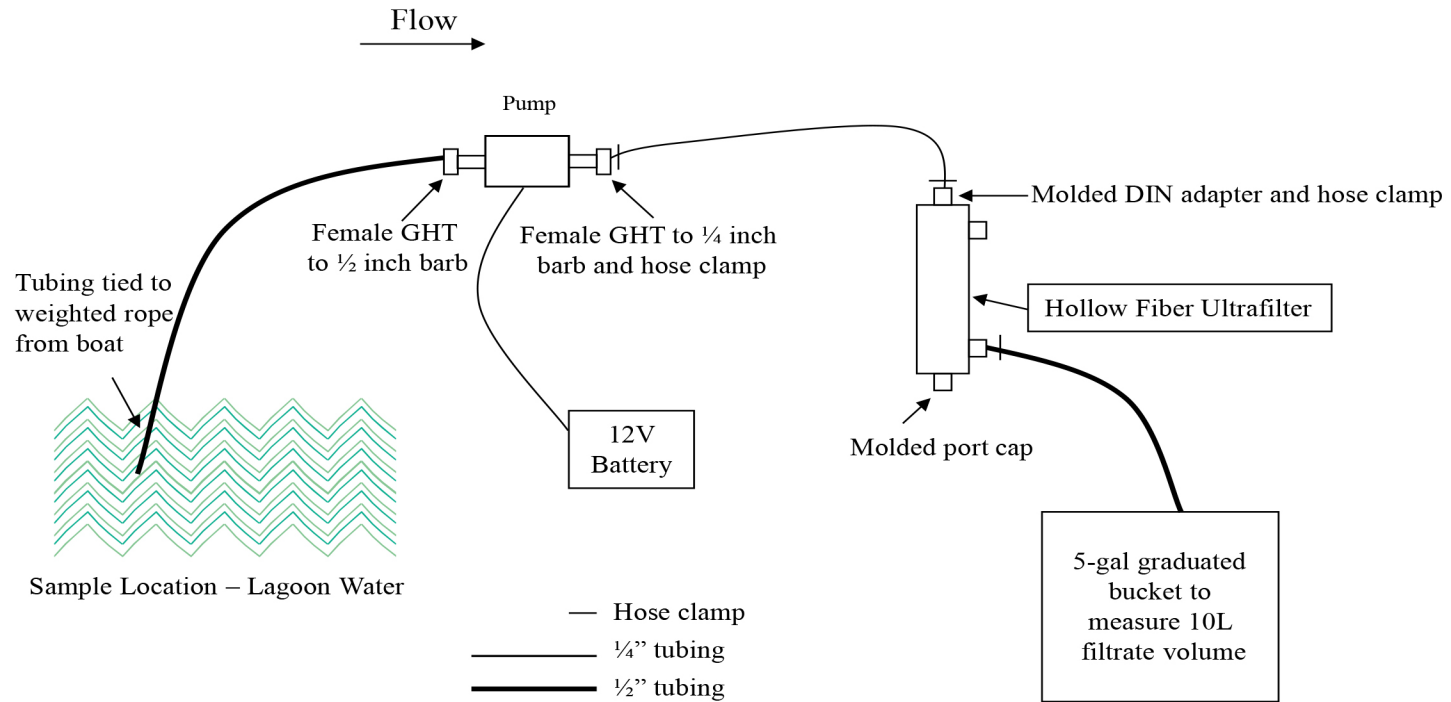 Flow
Pump
Molded DIN adapter and hose clamp
Female GHT
to ½ inch barb
Female GHT to ¼ inch
barb and hose clamp
Tubing tied to
weighted rope
from boat
Hollow Fiber Ultrafilter
12V
Battery
Molded port cap
5-gal graduated
bucket to
measure 10L
filtrate volume
Sample Location – Lagoon Water
Hose clamp
¼” tubing
½” tubing